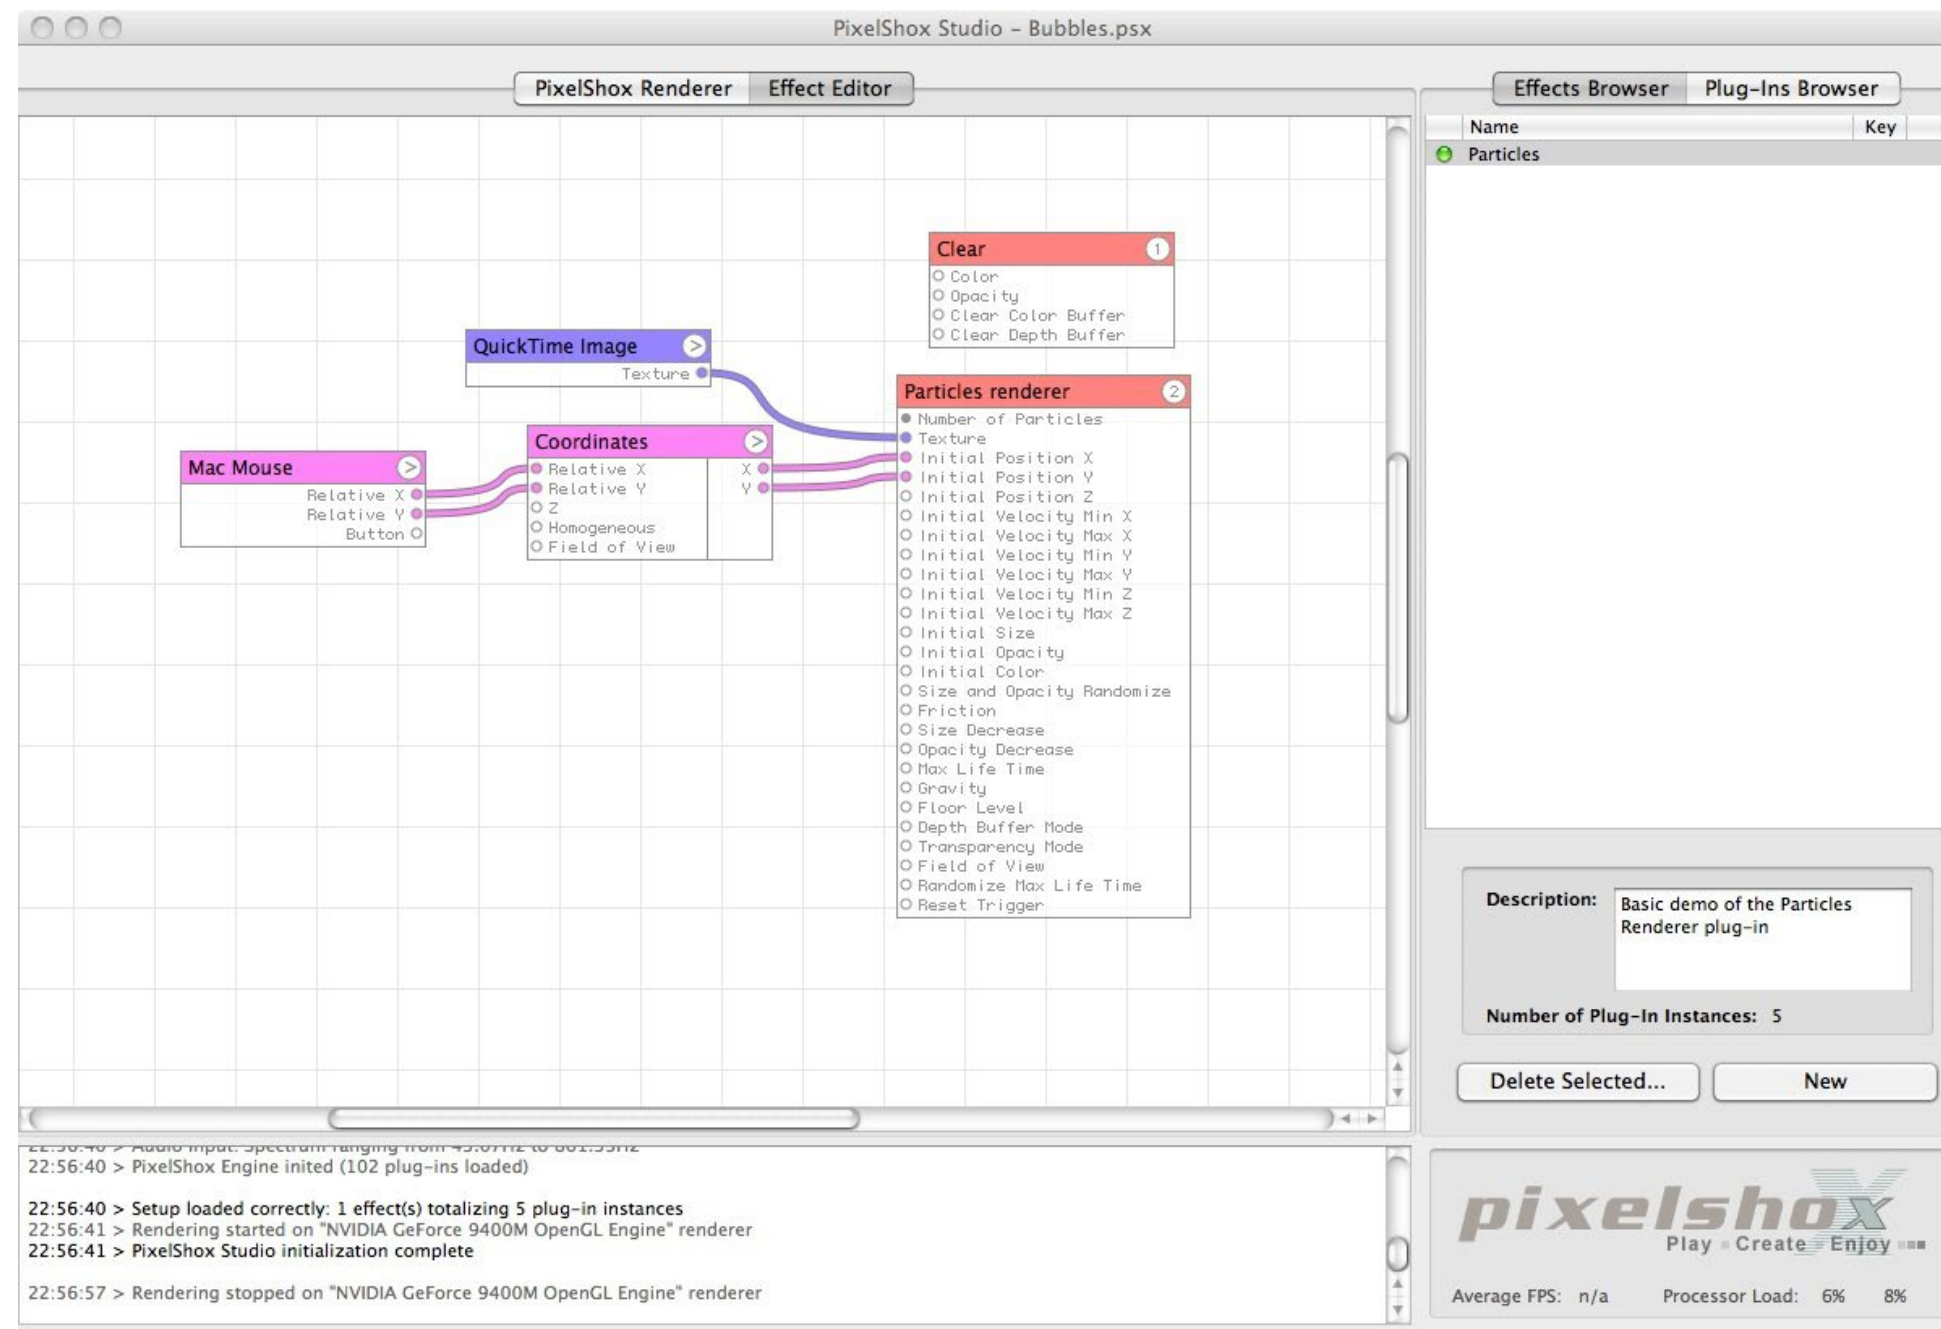 PixelShox Studio – Bubbles.psx
PixelShox Renderer
Effect Editor
Effects Browser
Plug-Ins Browser
Name
Key
Particles
Clear
1
Color
Opacity
Clear Color Buffer
Clear Depth Buffer
QuickTime Image
>
Texture
Particles renderer
2
Number of Particles
Texture
Initial Position X
Initial Position Y
Initial Position Z
Initial Velocity Min X
Initial Velocity Max X
Initial Velocity Min Y
Initial Velocity Max Y
Initial Velocity Min Z
Initial Velocity Max Z
Initial Size
Initial Opacity
Initial Color
Size and Opacity Randomize
Friction
Size Decrease
Opacity Decrease
Max Life Time
Gravity
Floor Level
Depth Buffer Mode
Transparency Mode
Field of View
Randomize Max Life Time
Reset Trigger
Coordinates
>
Relative X
X
Relative Y
Y
Z
Homogeneous
Field of View
Mac Mouse
>
Relative X
Relative Y
Button
Description:
Basic demo of the Particles
Renderer plug-in
Number of Plug-In Instances: 5
Delete Selected...
New
22:56:40 > PixelShox Engine inited (102 plug-ins loaded)
22:56:40 > Setup loaded correctly: 1 effect(s) totalizing 5 plug-in instances
22:56:41 > Rendering started on "NVIDIA GeForce 9400M OpenGL Engine" renderer
22:56:41 > PixelShox Studio initialization complete
22:56:57 > Rendering stopped on "NVIDIA GeForce 9400M OpenGL Engine" renderer
pixelshox
Play Create Enjoy
Average FPS: n/a
Processor Load: 6% 8%